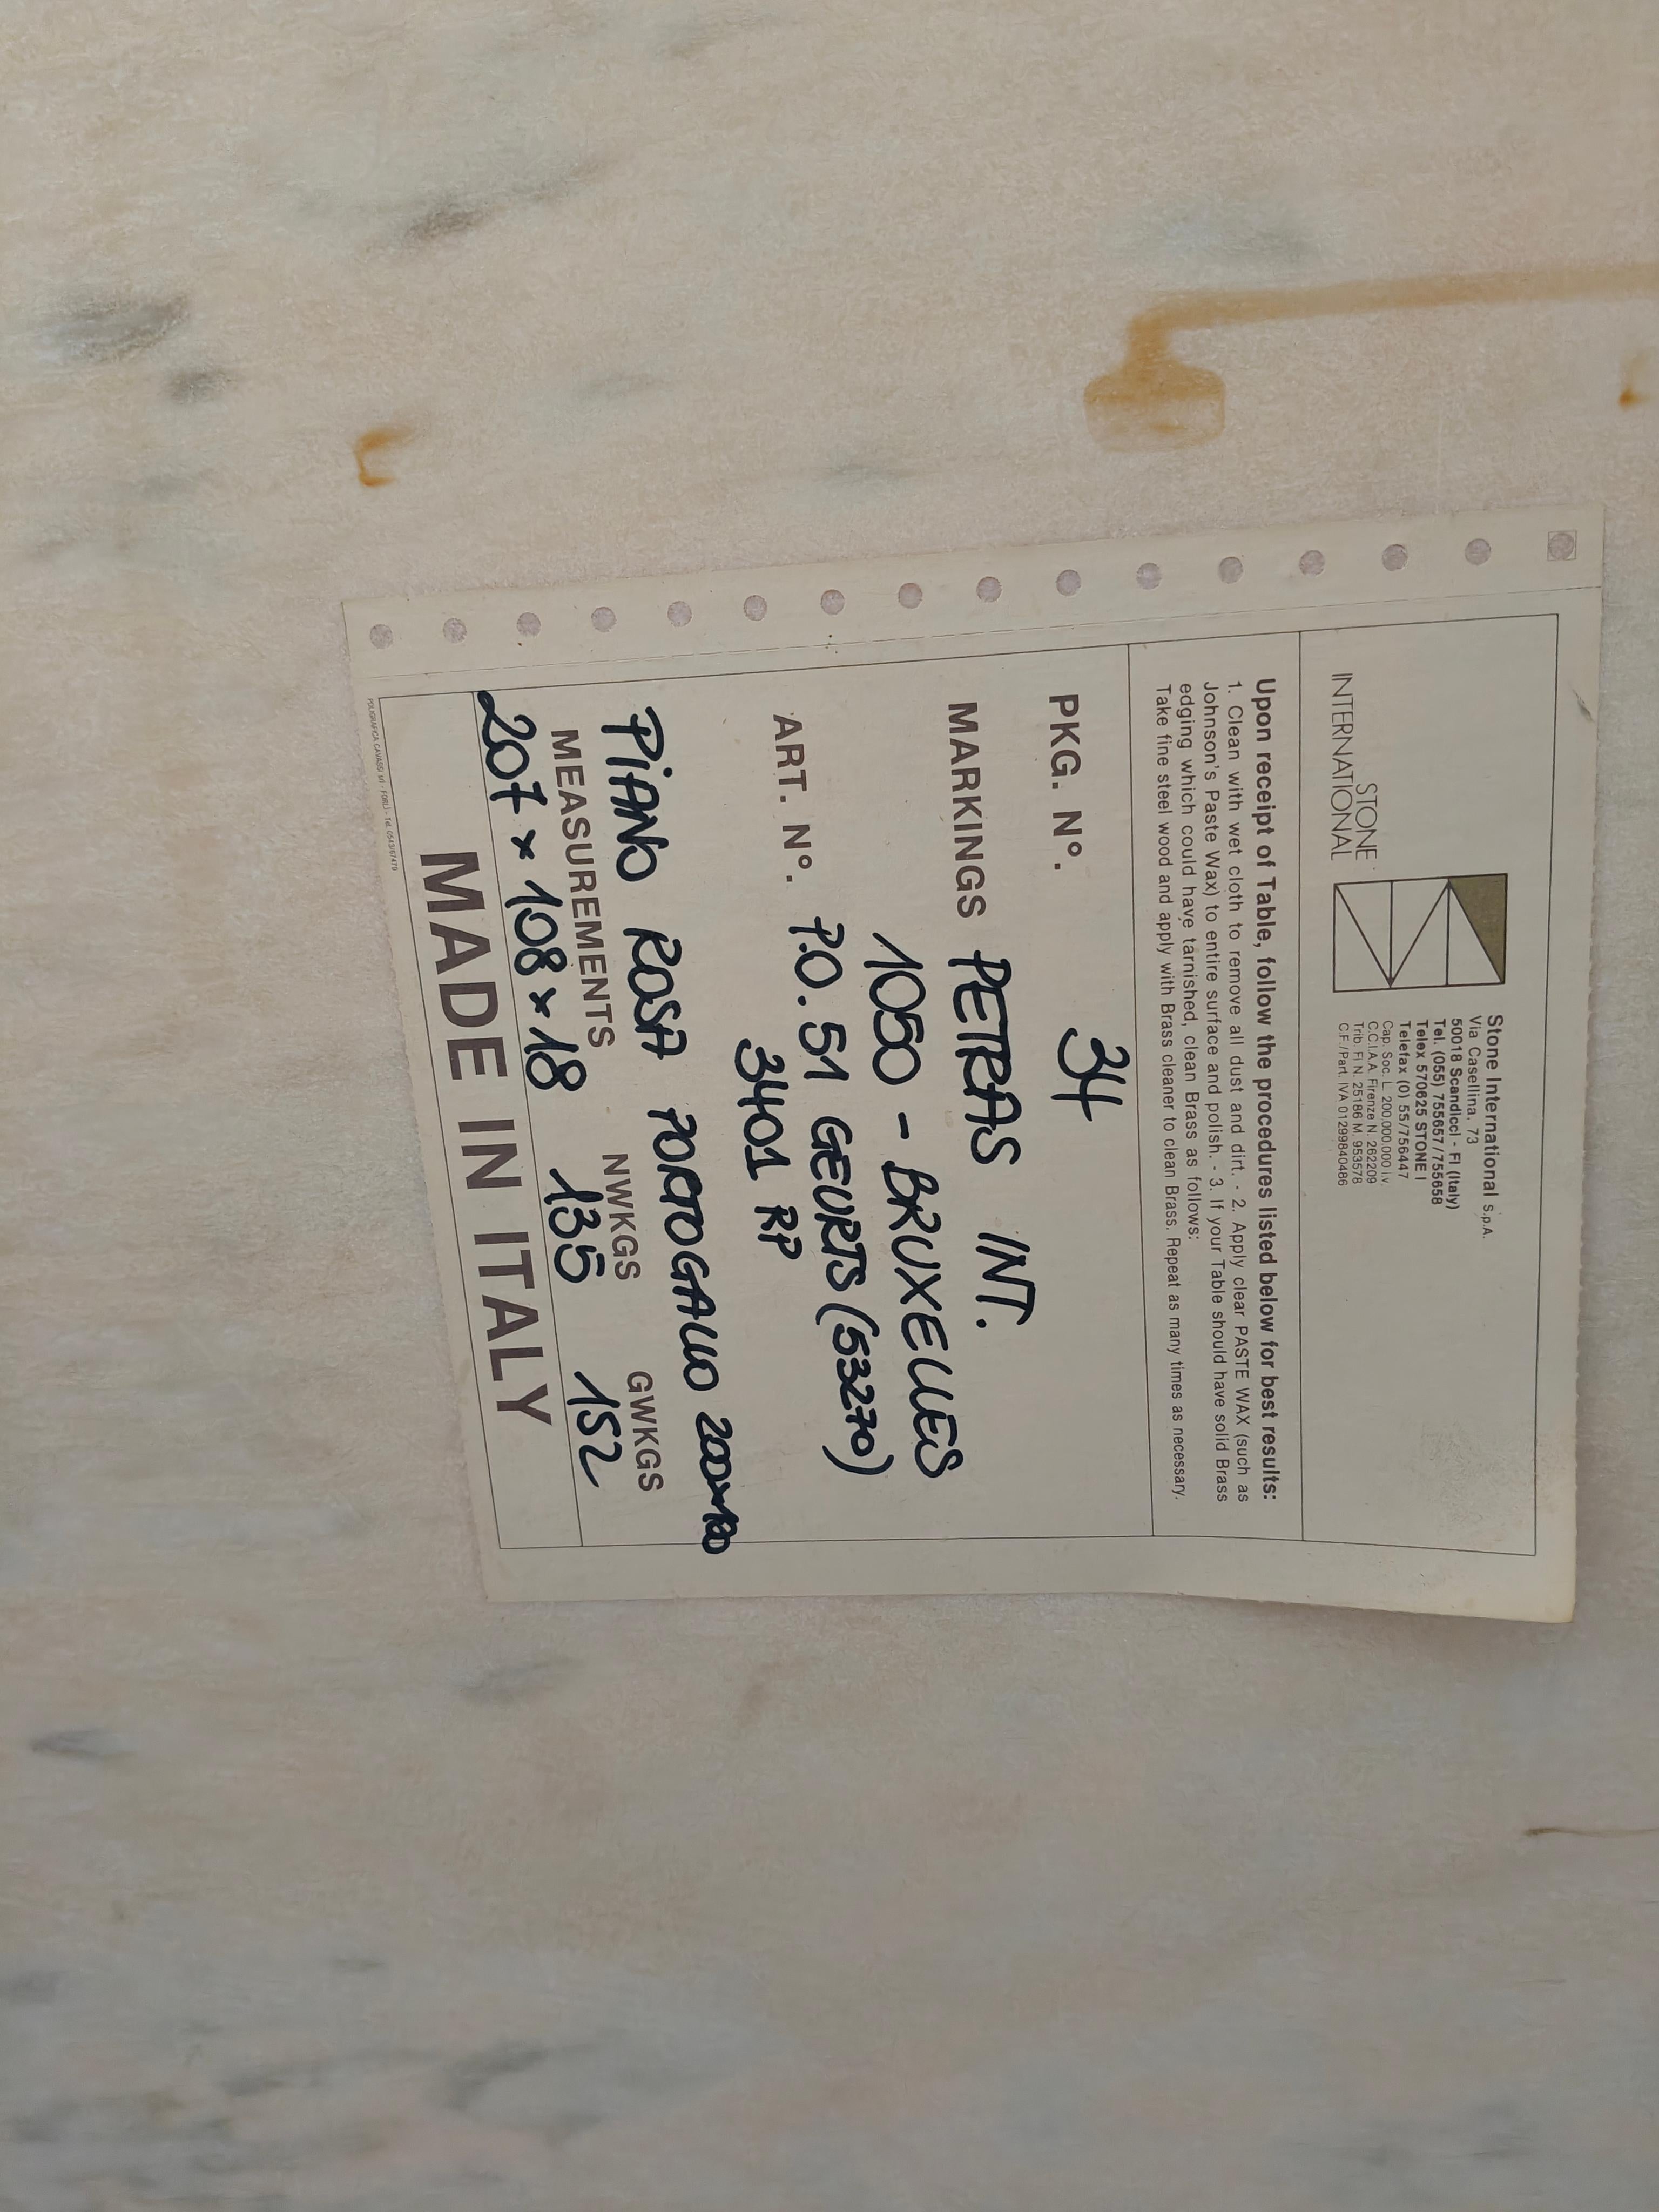 STONE
INTERNATIONAL
Stone International S.p.A.
Via Casellina, 73
50018 Scandicci - FI (Italy)
Tel. (055) 755657/755658
Telex 570625 STONE I
Telefax (0) 55/756447
Cap. Soc. L. 200.000.000 i.v.
C.C.I.A.A. Firenze N. 262209
Trib. FI N. 25186 M. 953578
C.F./Part. IVA 01299840486
Upon receipt of Table, follow the procedures listed below for best results:
1. Clean with wet cloth to remove all dust and dirt. - 2. Apply clear PASTE WAX (such as
Johnson's Paste Wax) to entire surface and polish. - 3. If your Table should have solid Brass
edging which could have tarnished, clean Brass as follows:
Take fine steel wood and apply with Brass cleaner to clean Brass. Repeat as many times as necessary.
PKG. N°. 34
MARKINGS PETRAS INT.
1050 - BRUXELLES
ART. N°. P.O. 51 GEURTS (53270)
3401 RP
PIANO ROSA PORTOGALLO 200x100
MEASUREMENTS NWKGS GWKGS
207 x 108 x 18 135 152
MADE IN ITALY